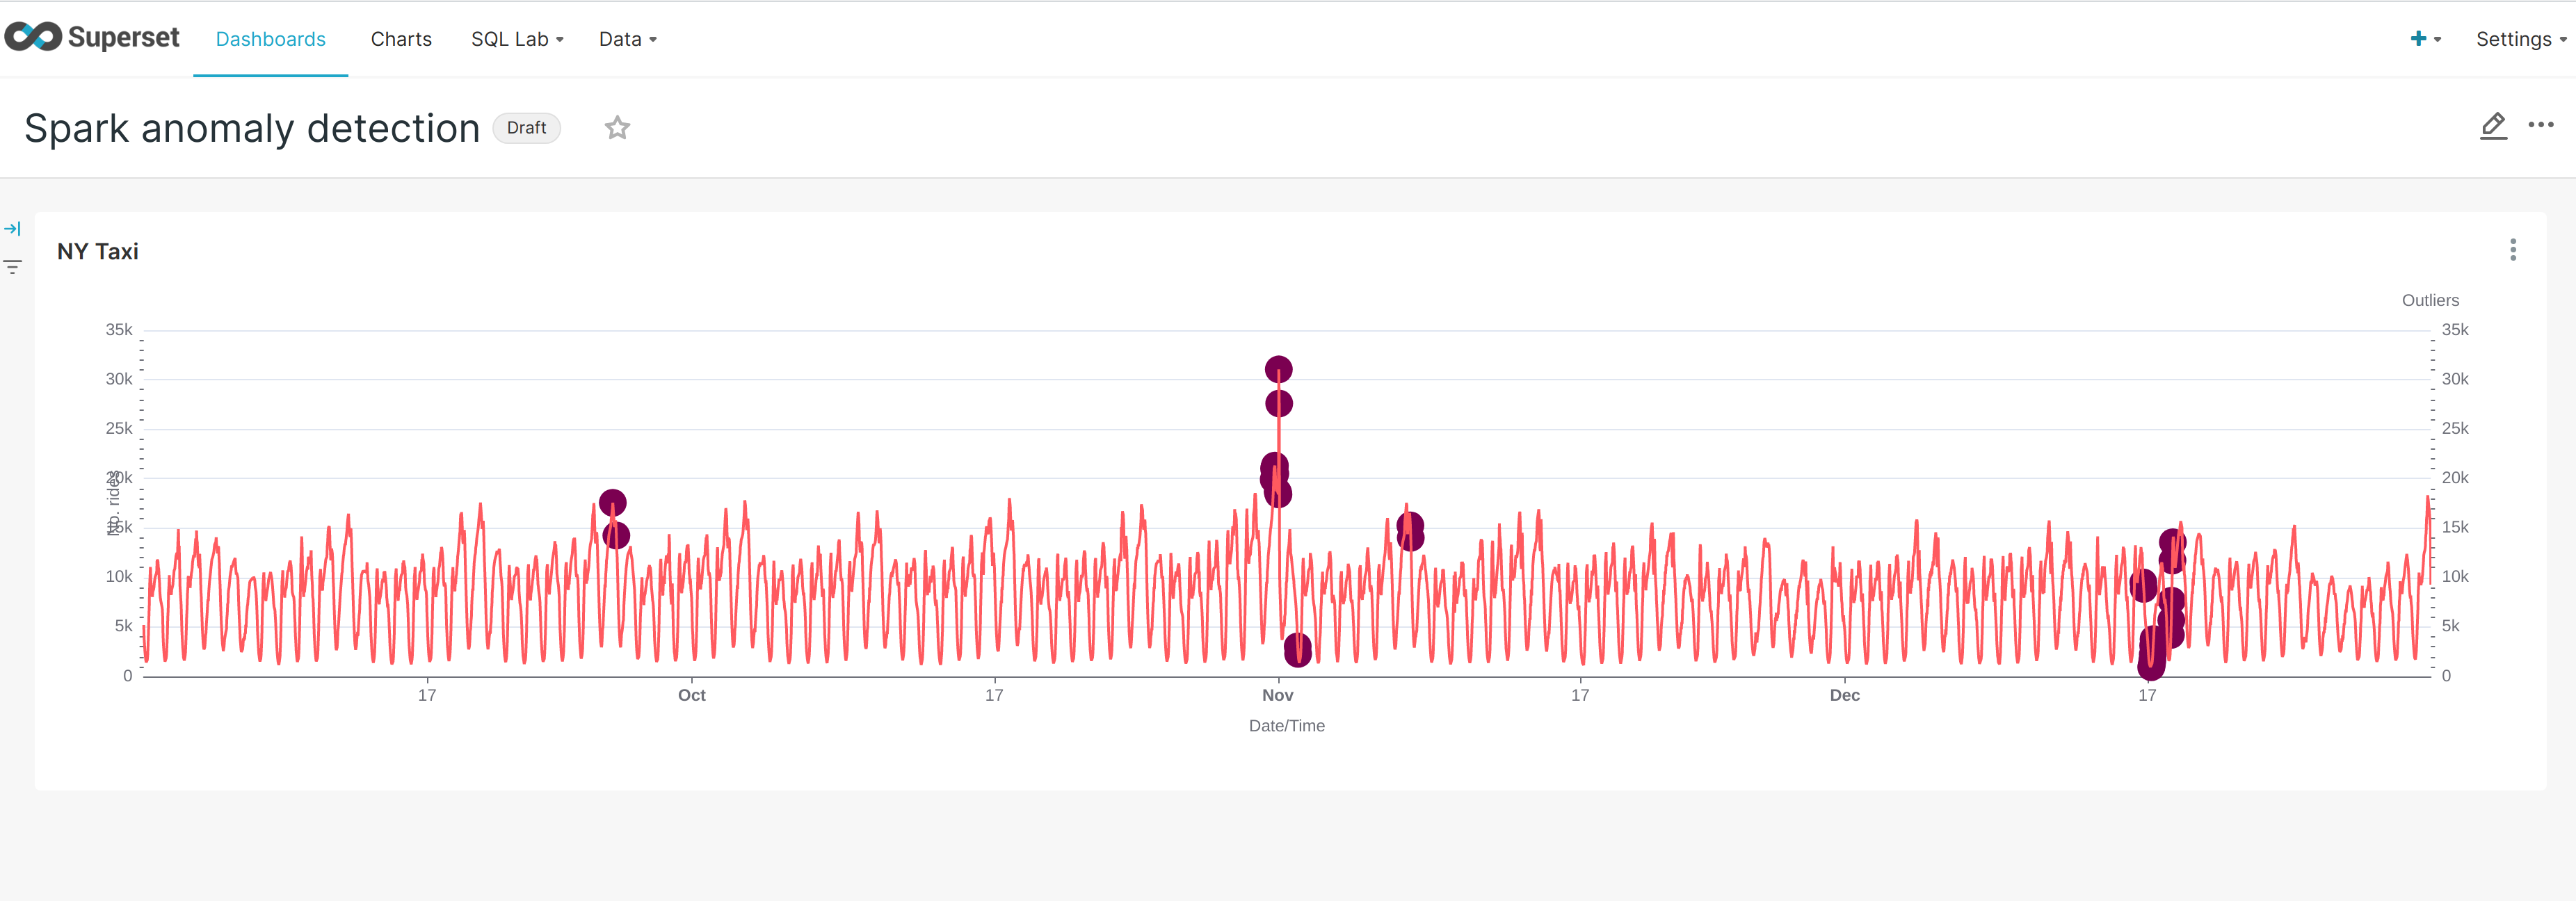 Superset Dashboards Charts SQL Lab Data + Settings
Spark anomaly detection Draft
NY Taxi
Outliers
35k 35k
30k 30k
25k 25k
20k 20k
No. rides
15k 15k
10k 10k
5k 5k
0 0
17 Oct 17 Nov 17 Dec 17
Date/Time